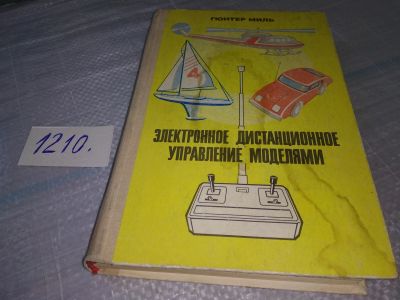 ГЮНТЕР МИЛЬ
4
ЭЛЕКТРОННОЕ ДИСТАНЦИОННОЕ
УПРАВЛЕНИЕ МОДЕЛЯМИ
1210.